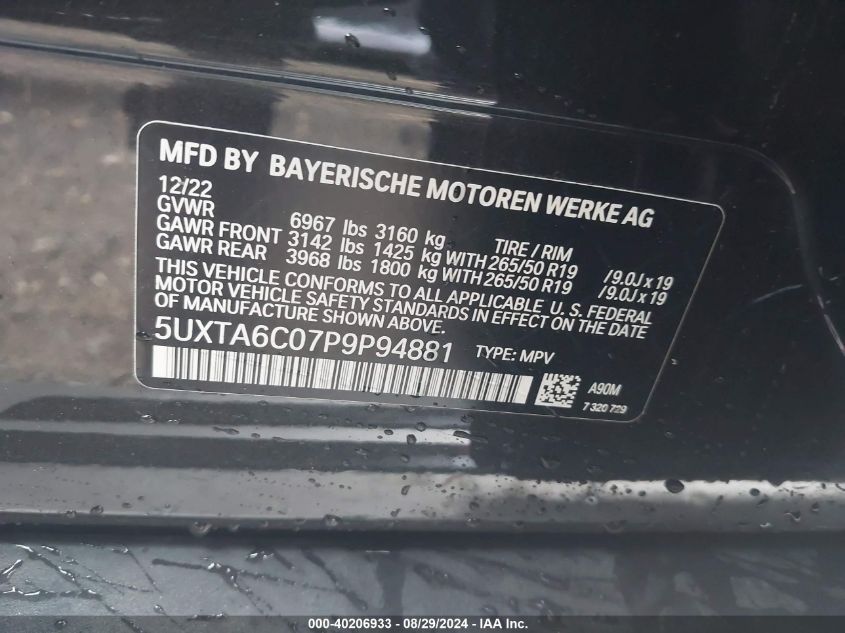 MFD BY BAYERISCHE MOTOREN WERKE AG
12/22
GVWR 6967 lbs 3160 kg TIRE / RIM
GAWR FRONT 3142 lbs 1425 kg WITH 265/50 R19 /9.0J x 19
GAWR REAR 3968 lbs 1800 kg WITH 265/50 R19 /9.0J x 19
THIS VEHICLE CONFORMS TO ALL APPLICABLE U. S. FEDERAL
MOTOR VEHICLE SAFETY STANDARDS IN EFFECT ON THE DATE
OF MANUFACTURE SHOWN ABOVE.
5UXTA6C07P9P94881 TYPE: MPV
A90M
7 320 729
000-40206933 - 08/29/2024 - IAA Inc.